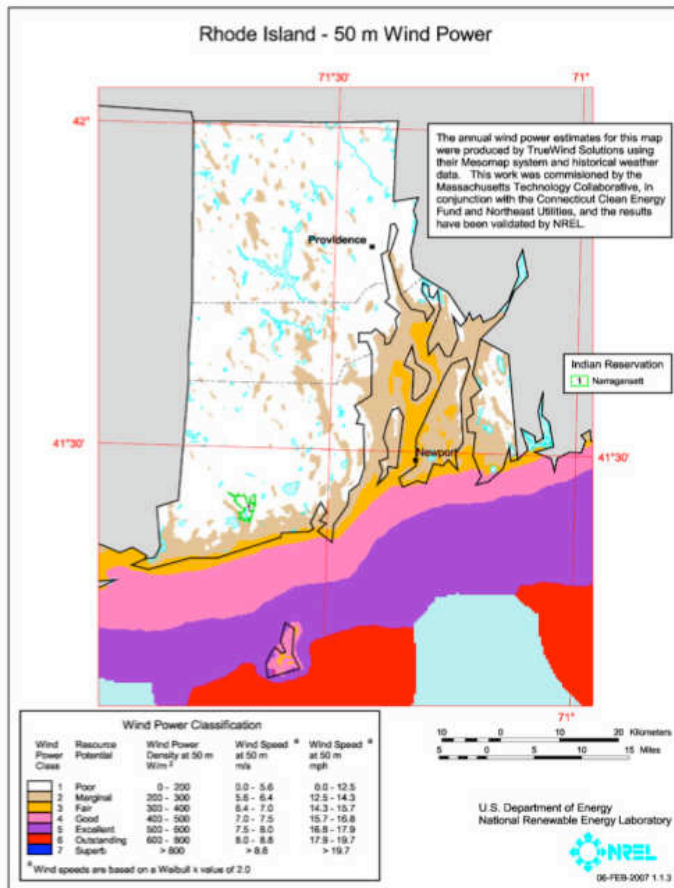 Rhode Island - 50 m Wind Power
71°30'
71°
42°
The annual wind power estimates for this map
were produced by TrueWind Solutions using
their Mesomap system and historical weather
data. This work was commisioned by the
Massachusetts Technology Collaborative, in
conjunction with the Connecticut Clean Energy
Fund and Northeast Utilities, and the results
have been validated by NREL.
Providence
Indian Reservation
1 Narragansett
41°30'
41°30'
Newport
71°
Wind Power Classification
Wind Power Class Resource Potential Wind Power Density at 50 m W/m² Wind Speed a at 50 m m/s Wind Speed a at 50 m mph
1 Poor 0 - 200 0.0 - 5.6 0.0 - 12.5
2 Marginal 200 - 300 5.6 - 6.4 12.5 - 14.3
3 Fair 300 - 400 6.4 - 7.0 14.3 - 15.7
4 Good 400 - 500 7.0 - 7.5 15.7 - 16.8
5 Excellent 500 - 600 7.5 - 8.0 16.8 - 17.9
6 Outstanding 600 - 800 8.0 - 8.8 17.9 - 19.7
7 Superb > 800 > 8.8 > 19.7
a Wind speeds are based on a Weibull k value of 2.0
10 0 10 20 Kilometers
5 0 5 10 15 Miles
U.S. Department of Energy
National Renewable Energy Laboratory
NREL
06-FEB-2007 1.1.3